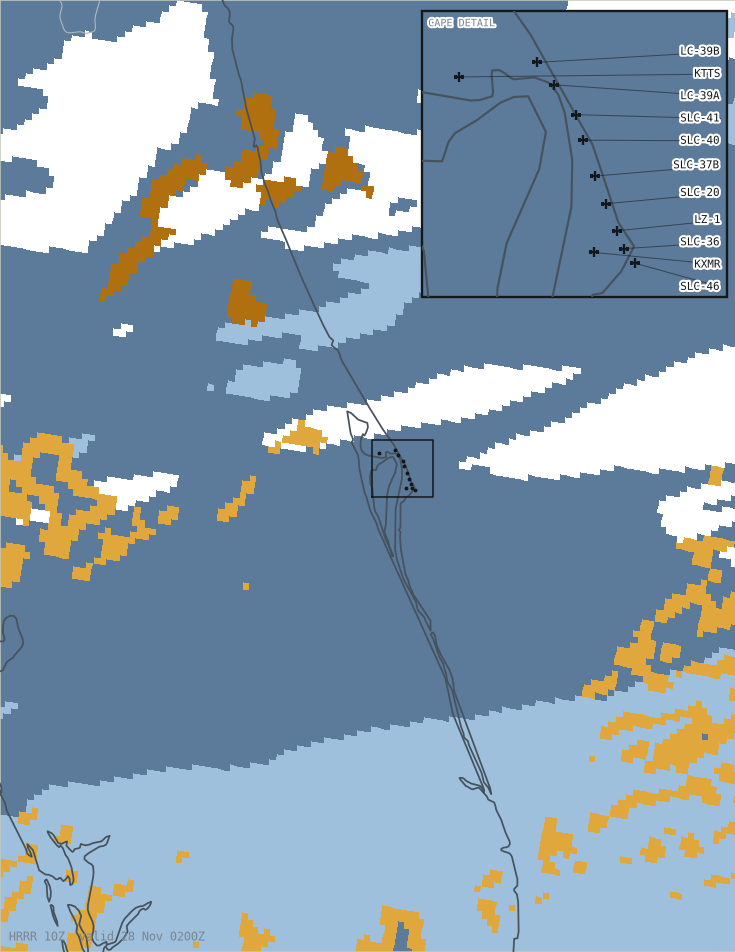 CAPE DETAIL
LC-39B
KTTS
LC-39A
SLC-41
SLC-40
SLC-37B
SLC-20
LZ-1
SLC-36
KXMR
SLC-46
HRRR 10Z valid 28 Nov 0200Z